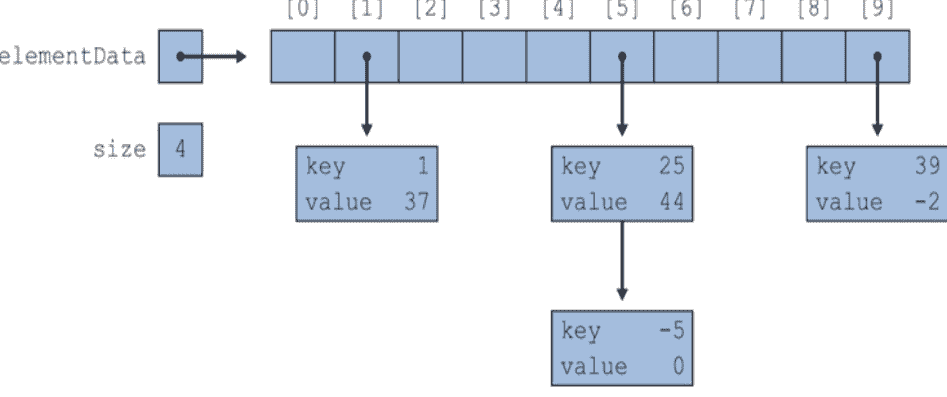 [0] [1] [2] [3] [4] [5] [6] [7] [8] [9]
elementData
size 4
key 1
value 37
key 25
value 44
key 39
value -2
key -5
value 0